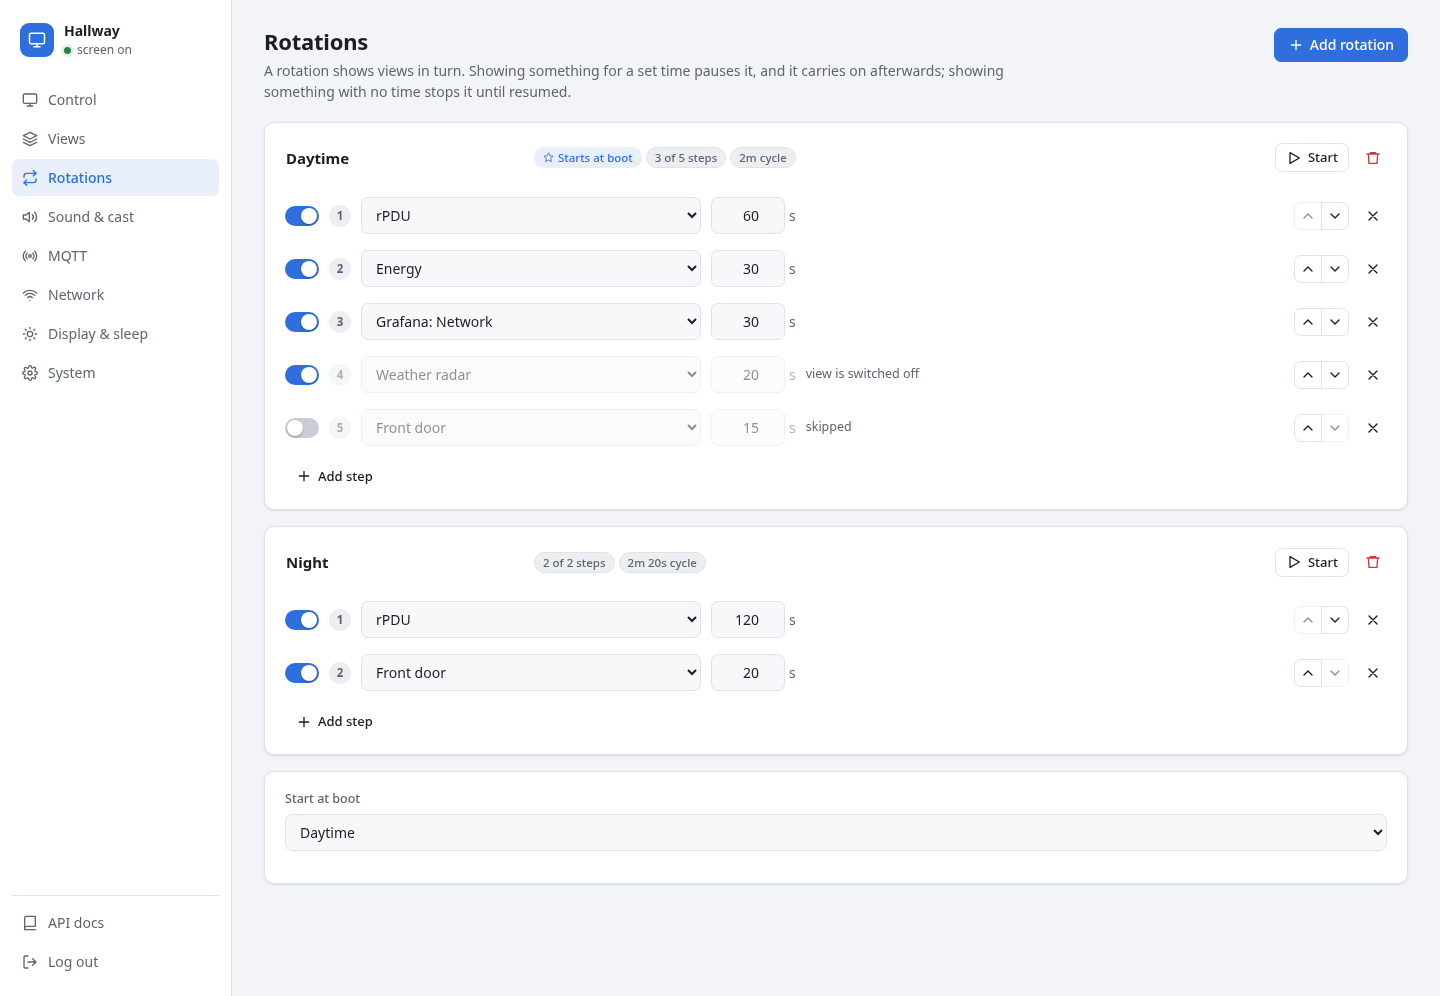 Hallway
screen on
Control
Views
Rotations
Sound & cast
MQTT
Network
Display & sleep
System
API docs
Log out
Rotations
A rotation shows views in turn. Showing something for a set time pauses it, and it carries on afterwards; showing
something with no time stops it until resumed.
Add rotation
Daytime
Starts at boot
3 of 5 steps
2m cycle
Start
1 rPDU 60 s
2 Energy 30 s
3 Grafana: Network 30 s
4 Weather radar 20 s view is switched off
5 Front door 15 s skipped
Add step
Night
2 of 2 steps
2m 20s cycle
Start
1 rPDU 120 s
2 Front door 20 s
Add step
Start at boot
Daytime